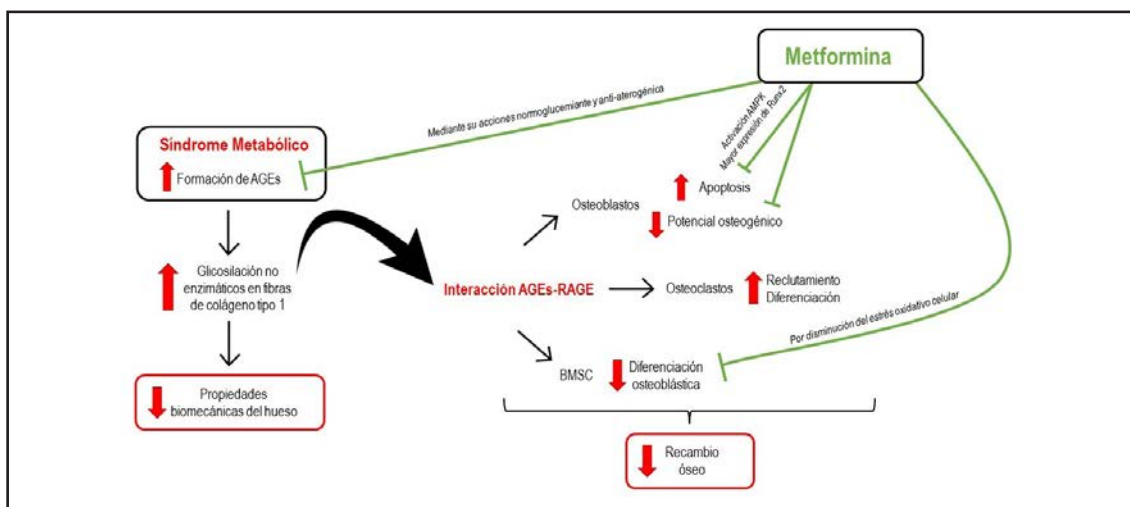 Metformina
Mediante su acciones normoglucemiante y anti-aterogénica
Activación AMPK
Mayor expresión de Runx2
Síndrome Metabólico
Formación de AGEs
Apoptosis
Osteoblastos
Potencial osteogénico
Glicosilación no
enzimáticos en fibras
de colágeno tipo 1
Interacción AGEs-RAGE
Osteoclastos
Reclutamiento
Diferenciación
Por disminución del estrés oxidativo celular
BMSC
Diferenciación
osteoblástica
Propiedades
biomecánicas del hueso
Recambio
óseo